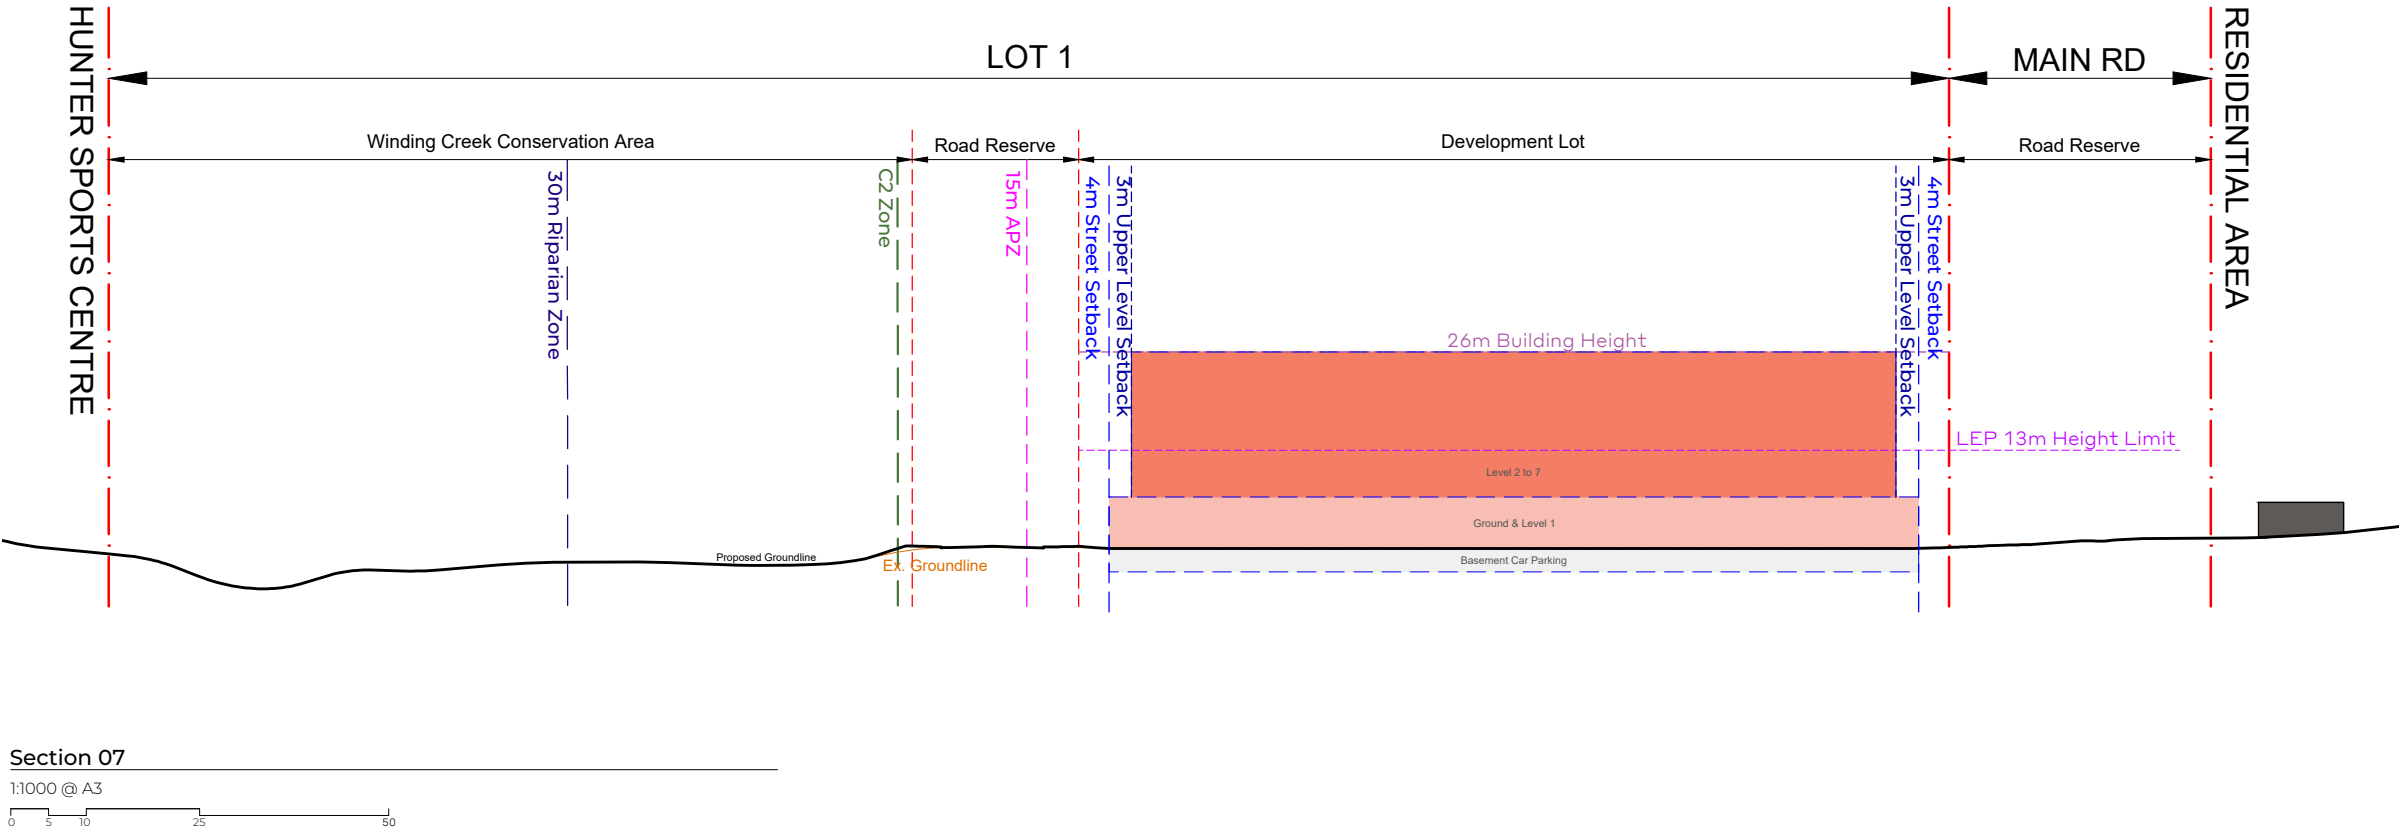 HUNTER SPORTS CENTRE
LOT 1
MAIN RD
RESIDENTIAL AREA
Winding Creek Conservation Area
Road Reserve
Development Lot
Road Reserve
30m Riparian Zone
C2 Zone
15m APZ
4m Street Setback
3m Upper Level Setback
3m Upper Level Setback
4m Street Setback
26m Building Height
LEP 13m Height Limit
Level 2 to 7
Ground & Level 1
Proposed Groundline
Ex. Groundline
Basement Car Parking
Section 07
1:1000 @ A3
0 5 10 25 50